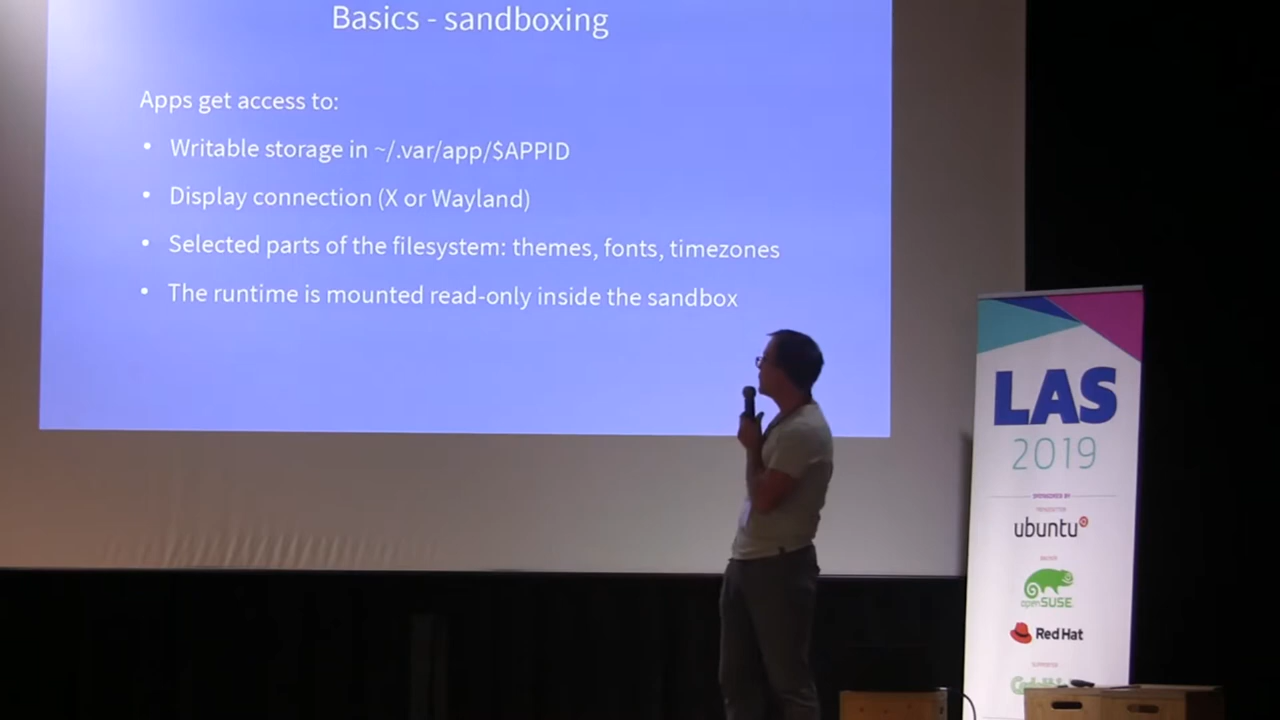 Basics - sandboxing
Apps get access to:
• Writable storage in ~/.var/app/$APPID
• Display connection (X or Wayland)
• Selected parts of the filesystem: themes, fonts, timezones
• The runtime is mounted read-only inside the sandbox
LAS
2019
SPONSORED BY
ubuntu
openSUSE
Red Hat